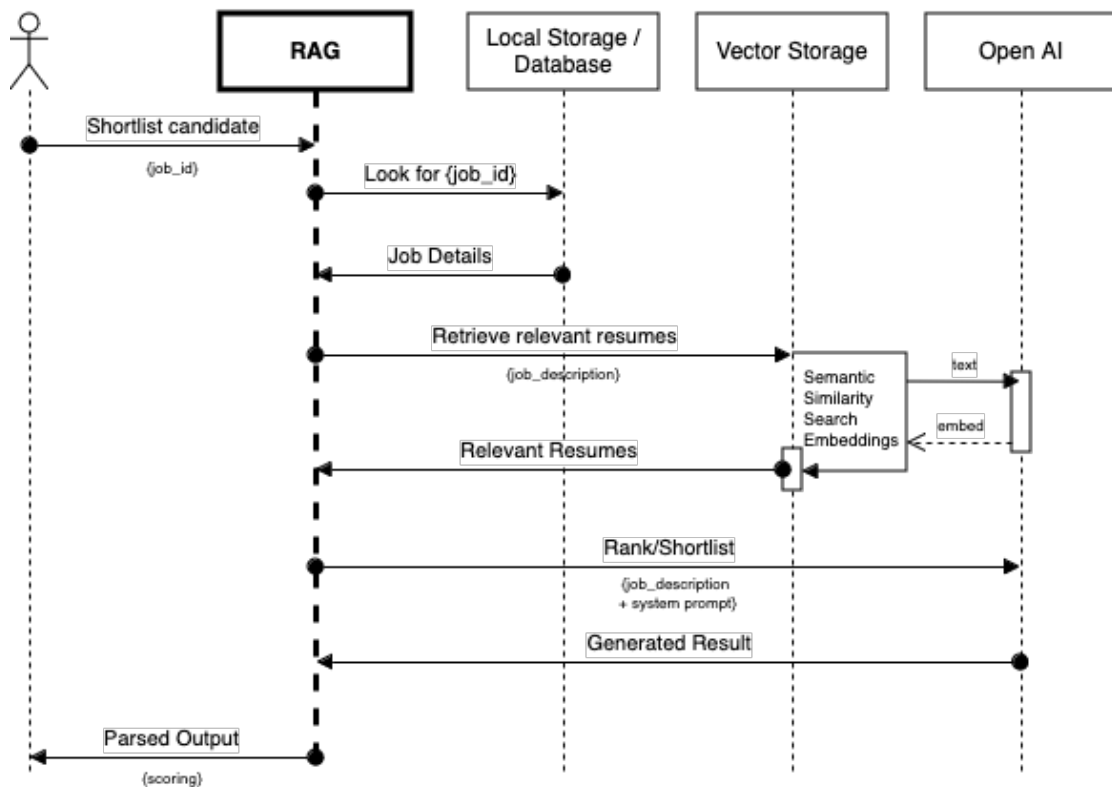 RAG
Local Storage /
Database
Vector Storage
Open AI
Shortlist candidate
{job_id}
Look for {job_id}
Job Details
Retrieve relevant resumes
{job_description}
Semantic
Similarity
Search
Embeddings
text
embed
Relevant Resumes
Rank/Shortlist
{job_description
+ system prompt}
Generated Result
Parsed Output
{scoring}